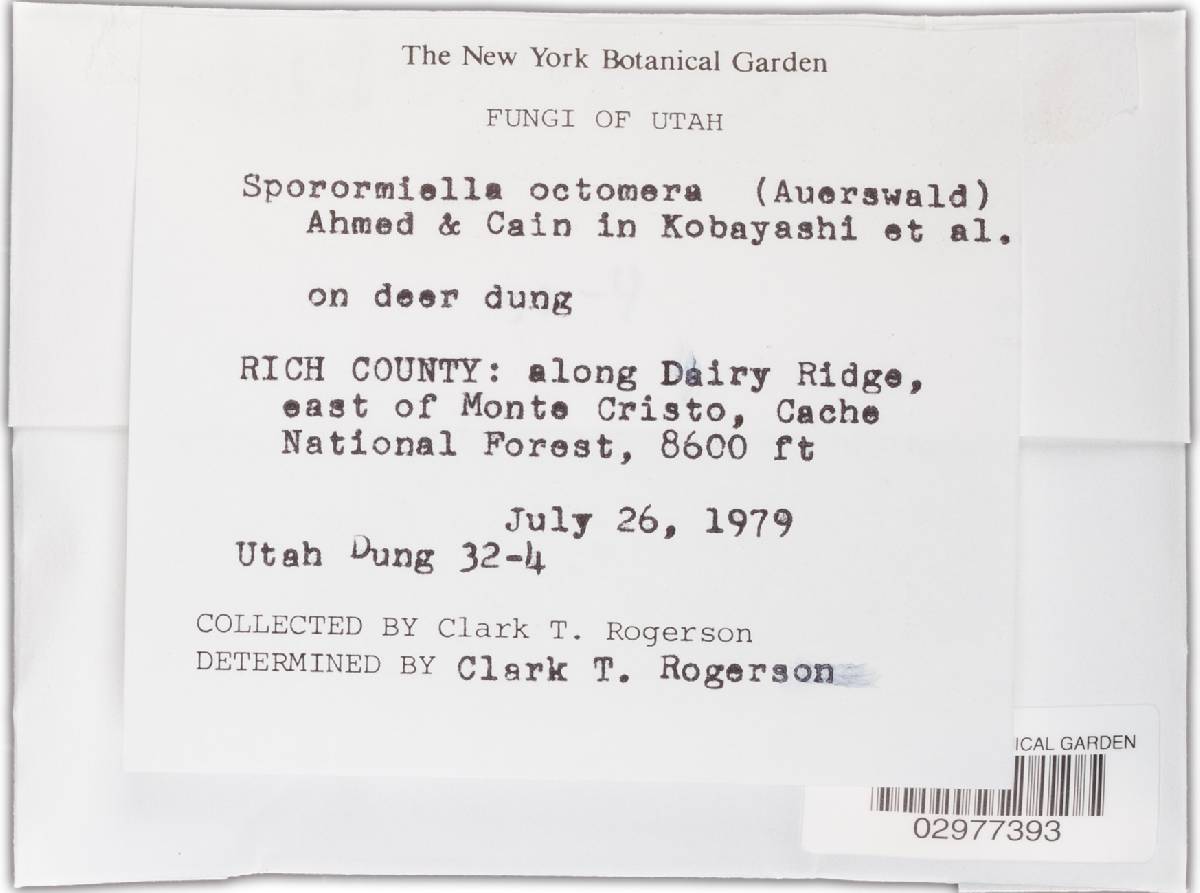 The New York Botanical Garden
FUNGI OF UTAH
Sporormiella octomera (Auerswald)
Ahmed & Cain in Kobayashi et al.
on deer dung
RICH COUNTY: along Dairy Ridge,
east of Monte Cristo, Cache
National Forest, 8600 ft
July 26, 1979
Utah Dung 32-4
COLLECTED BY Clark T. Rogerson
DETERMINED BY Clark T. Rogerson
ICAL GARDEN
02977393